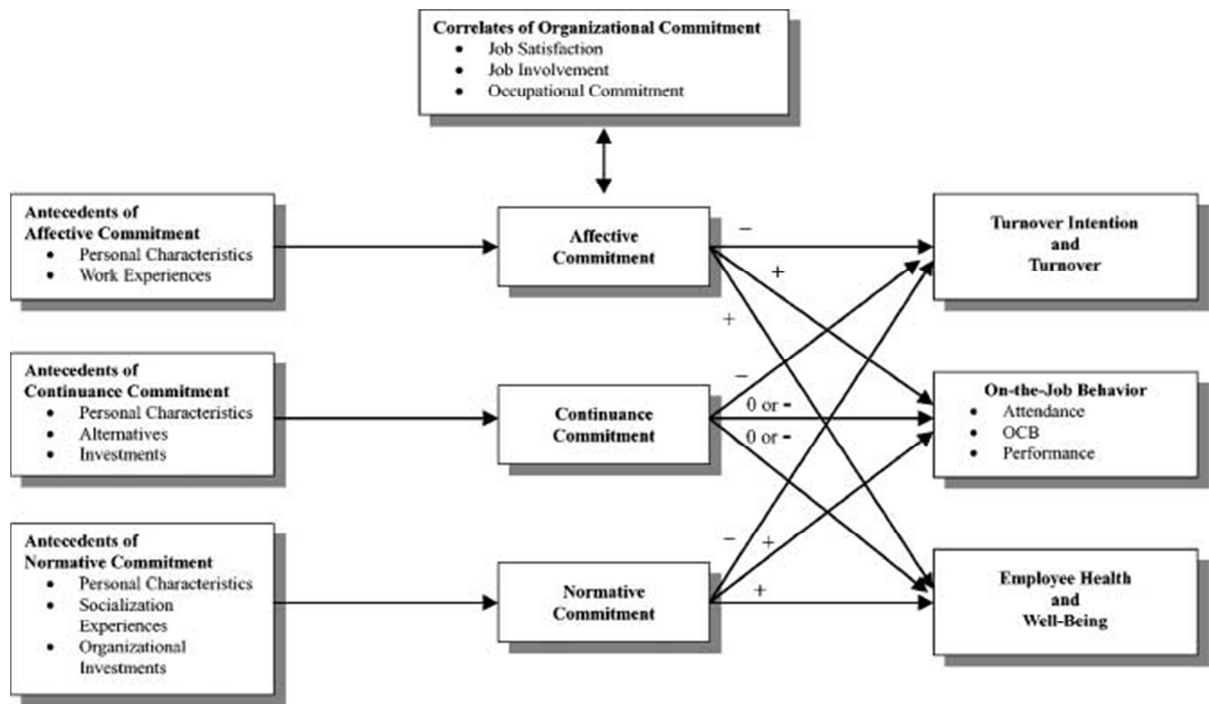 Correlates of Organizational Commitment
• Job Satisfaction
• Job Involvement
• Occupational Commitment
Antecedents of
Affective Commitment
• Personal Characteristics
• Work Experiences
Affective
Commitment
Turnover Intention
and
Turnover
−
+
+
Antecedents of
Continuance Commitment
• Personal Characteristics
• Alternatives
• Investments
Continuance
Commitment
−
0 or -
0 or -
On-the-Job Behavior
• Attendance
• OCB
• Performance
Antecedents of
Normative Commitment
• Personal Characteristics
• Socialization
Experiences
• Organizational
Investments
Normative
Commitment
−
+
+
Employee Health
and
Well-Being